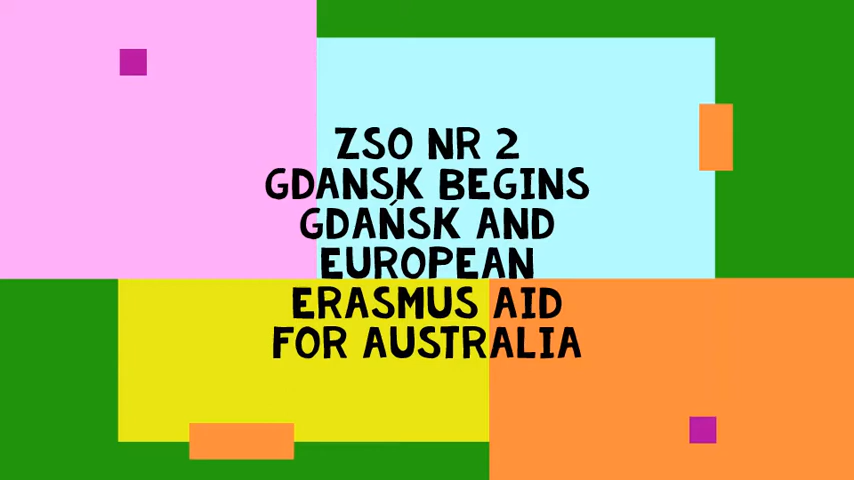 ZSO NR 2
GDANSK BEGINS
GDAŃSK AND
EUROPEAN
ERASMUS AID
FOR AUSTRALIA